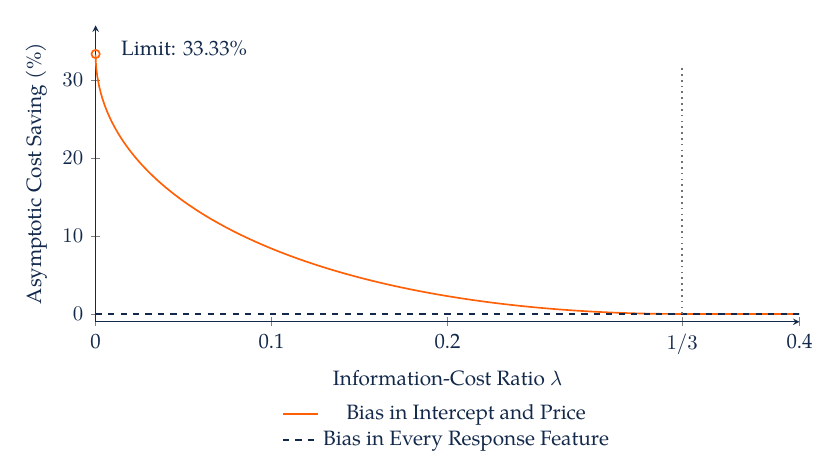 Limit: 33.33%
Asymptotic Cost Saving (%)
30
20
10
0
0 0.1 0.2 1/3 0.4
Information-Cost Ratio λ
Bias in Intercept and Price
Bias in Every Response Feature